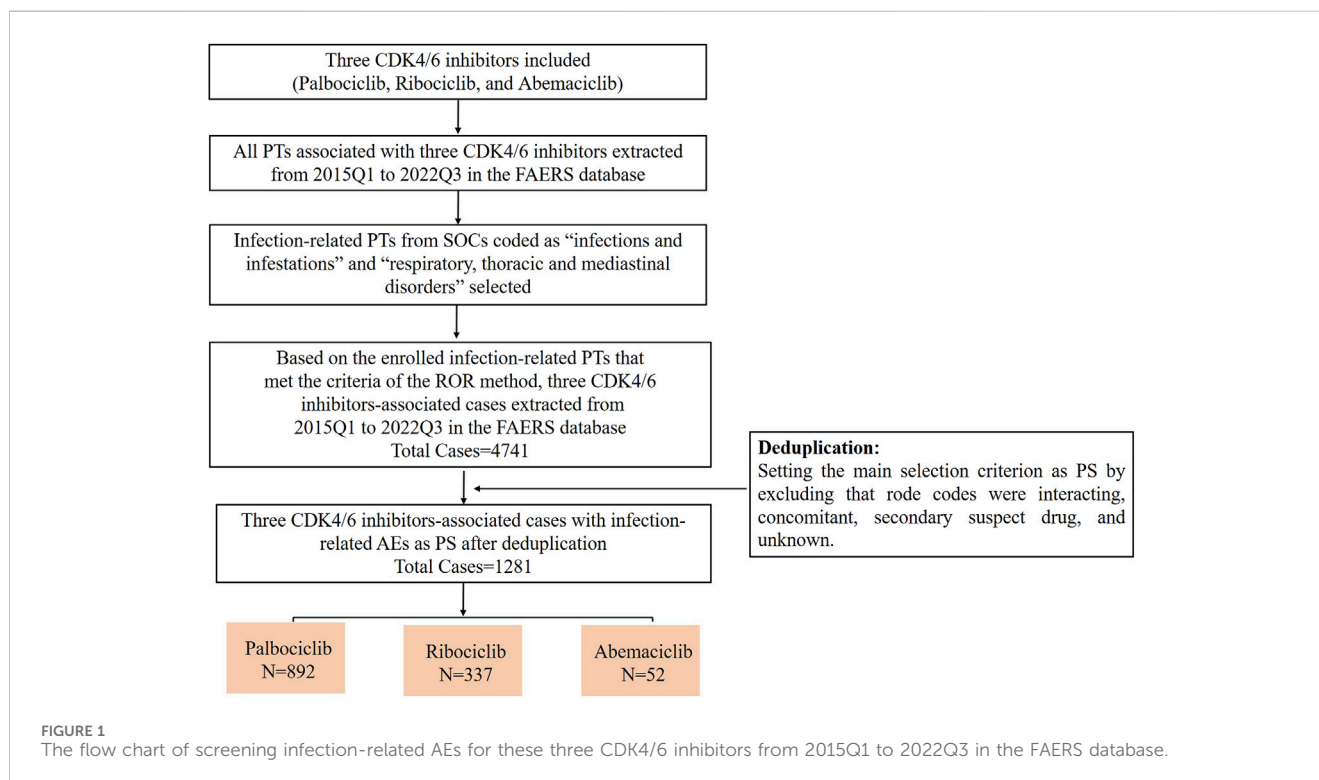 Three CDK4/6 inhibitors included
(Palbociclib, Ribociclib, and Abemaciclib)
All PTs associated with three CDK4/6 inhibitors extracted
from 2015Q1 to 2022Q3 in the FAERS database
Infection-related PTs from SOCs coded as “infections and
infestations” and “respiratory, thoracic and mediastinal
disorders” selected
Based on the enrolled infection-related PTs that
met the criteria of the ROR method, three CDK4/6
inhibitors-associated cases extracted from
2015Q1 to 2022Q3 in the FAERS database
Total Cases=4741
Deduplication:
Setting the main selection criterion as PS by
excluding that rode codes were interacting,
concomitant, secondary suspect drug, and
unknown.
Three CDK4/6 inhibitors-associated cases with infection-
related AEs as PS after deduplication
Total Cases=1281
Palbociclib
N=892
Ribociclib
N=337
Abemaciclib
N=52
FIGURE 1
The flow chart of screening infection-related AEs for these three CDK4/6 inhibitors from 2015Q1 to 2022Q3 in the FAERS database.